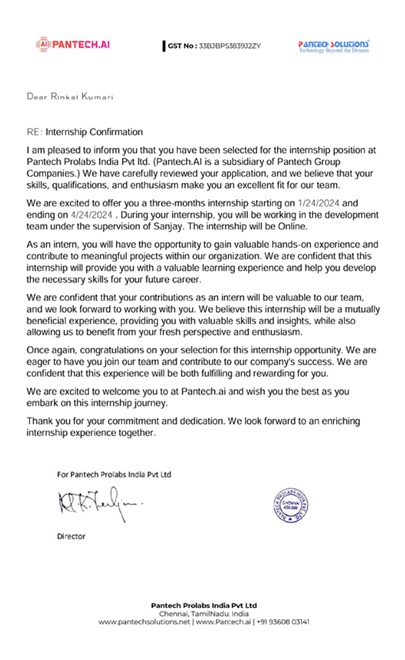 PANTECH.AI
GST No : 33BJBPS3839J2ZY
PANTECH SOLUTIONS
Technology Beyond the Dreams
Dear Rinkal Kumari
RE: Internship Confirmation
I am pleased to inform you that you have been selected for the internship position at
Pantech Prolabs India Pvt ltd. (Pantech.AI is a subsidiary of Pantech Group
Companies.) We have carefully reviewed your application, and we believe that your
skills, qualifications, and enthusiasm make you an excellent fit for our team.
We are excited to offer you a three-months internship starting on 1/24/2024 and
ending on 4/24/2024 . During your internship, you will be working in the development
team under the supervision of Sanjay. The internship will be Online.
As an intern, you will have the opportunity to gain valuable hands-on experience and
contribute to meaningful projects within our organization. We are confident that this
internship will provide you with a valuable learning experience and help you develop
the necessary skills for your future career.
We are confident that your contributions as an intern will be valuable to our team,
and we look forward to working with you. We believe this internship will be a mutually
beneficial experience, providing you with valuable skills and insights, while also
allowing us to benefit from your fresh perspective and enthusiasm.
Once again, congratulations on your selection for this internship opportunity. We are
eager to have you join our team and contribute to our company's success. We are
confident that this experience will be both fulfilling and rewarding for you.
We are excited to welcome you to at Pantech.ai and wish you the best as you
embark on this internship journey.
Thank you for your commitment and dedication. We look forward to an enriching
internship experience together.
For Pantech Prolabs India Pvt Ltd
Director
Pantech Prolabs India Pvt Ltd
Chennai, TamilNadu, India
www.pantechsolutions.net | www.Pantech.ai | +91 93608 03141